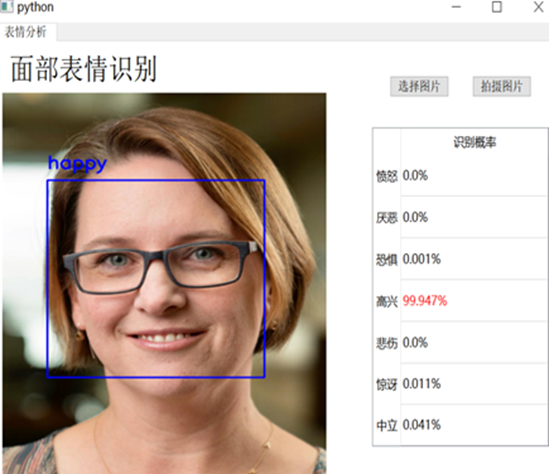 python
表情分析
面部表情识别
选择图片 拍摄图片
happy
识别概率
愤怒 0.0%
厌恶 0.0%
恐惧 0.001%
高兴 99.947%
悲伤 0.0%
惊讶 0.011%
中立 0.041%